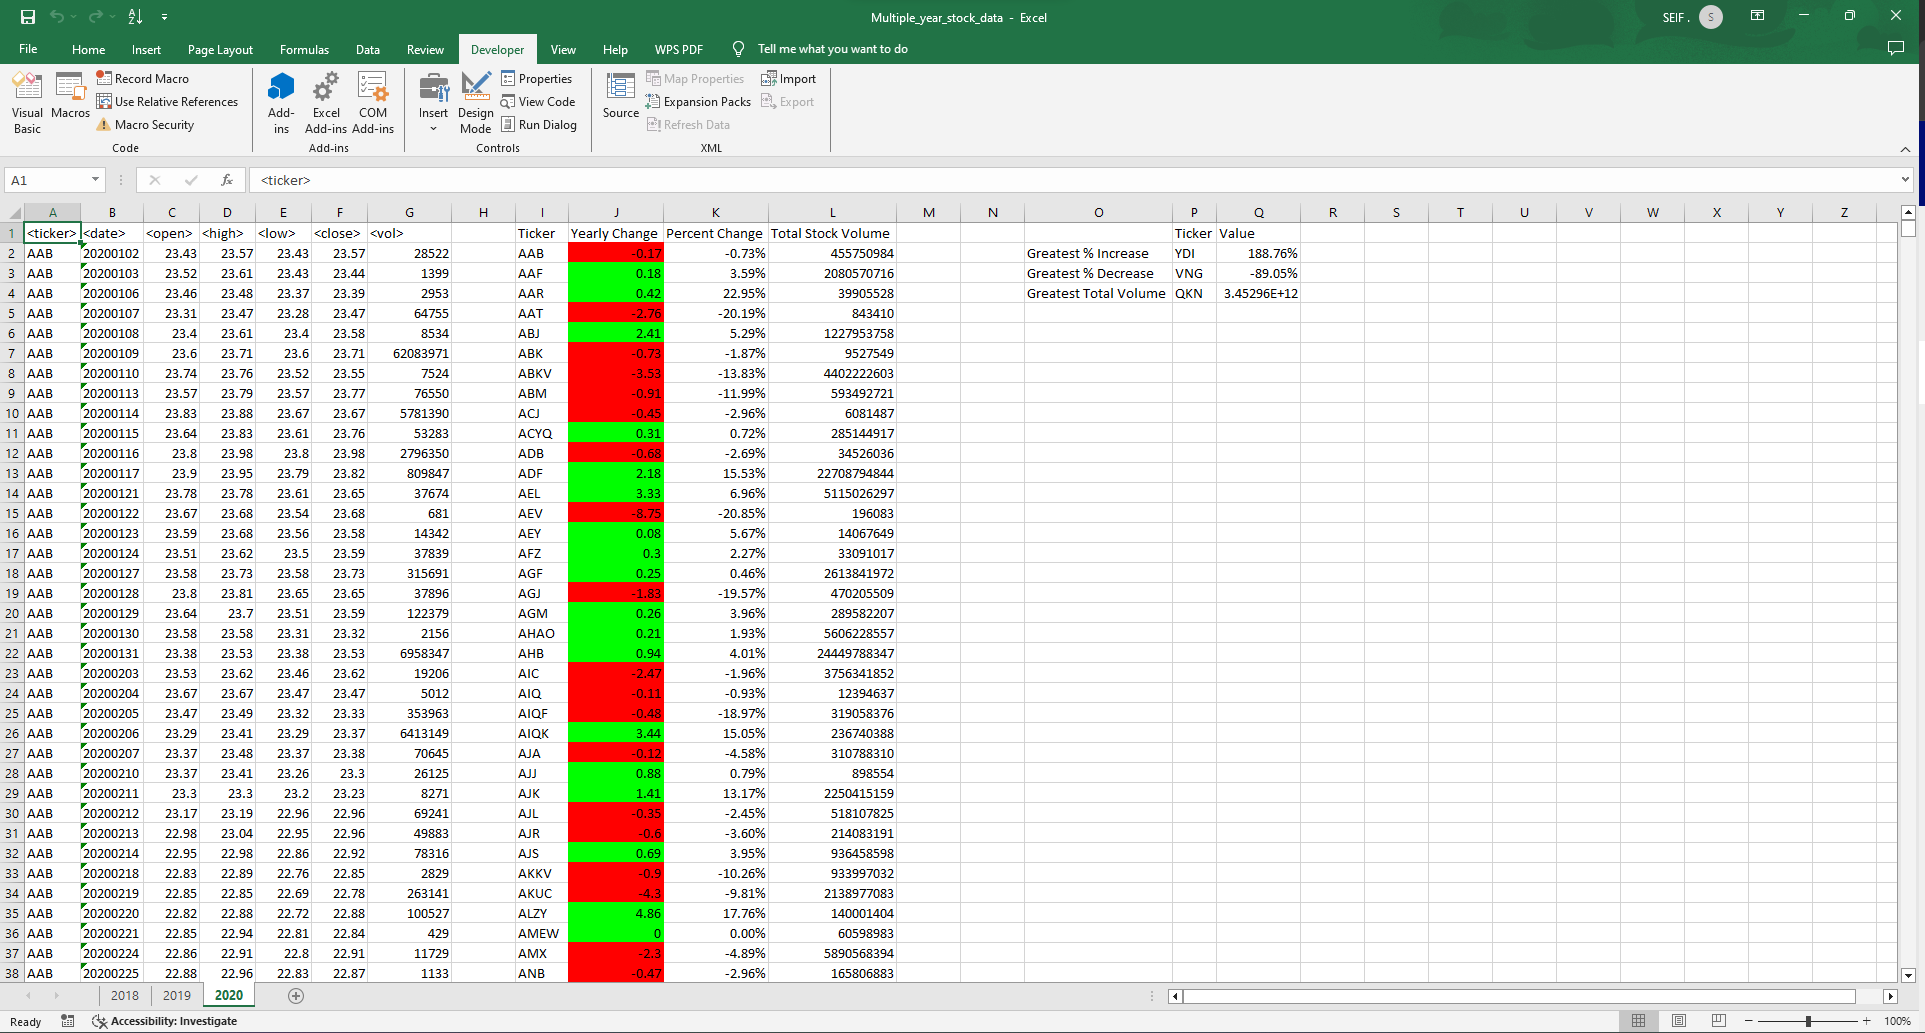 Multiple_year_stock_data - Excel
SEIF .
S
File Home Insert Page Layout Formulas Data Review Developer View Help WPS PDF Tell me what you want to do
Visual Basic
Macros
Record Macro
Use Relative References
Macro Security
Code
Add-ins
Excel Add-ins
COM Add-ins
Add-ins
Insert
Design Mode
Properties
View Code
Run Dialog
Controls
Source
Map Properties
Expansion Packs
Refresh Data
Import
Export
XML
A1 fx <ticker>
A B C D E F G H I J K L M N O P Q R S T U V W X Y Z
1 <ticker> <date> <open> <high> <low> <close> <vol> Ticker Yearly Change Percent Change Total Stock Volume Ticker Value
2 AAB 20200102 23.43 23.57 23.43 23.57 28522 AAB -0.17 -0.73% 455750984 Greatest % Increase YDI 188.76%
3 AAB 20200103 23.52 23.61 23.43 23.44 1399 AAF 0.18 3.59% 2080570716 Greatest % Decrease VNG -89.05%
4 AAB 20200106 23.46 23.48 23.37 23.39 2953 AAR 0.42 22.95% 39905528 Greatest Total Volume QKN 3.45296E+12
5 AAB 20200107 23.31 23.47 23.28 23.47 64755 AAT -2.76 -20.19% 843410
6 AAB 20200108 23.4 23.61 23.4 23.58 8534 ABJ 2.41 5.29% 1227953758
7 AAB 20200109 23.6 23.71 23.6 23.71 62083971 ABK -0.73 -1.87% 9527549
8 AAB 20200110 23.74 23.76 23.52 23.55 7524 ABKV -3.53 -13.83% 4402222603
9 AAB 20200113 23.57 23.79 23.57 23.77 76550 ABM -0.91 -11.99% 593492721
10 AAB 20200114 23.83 23.88 23.67 23.67 5781390 ACJ -0.45 -2.96% 6081487
11 AAB 20200115 23.64 23.83 23.61 23.76 53283 ACYQ 0.31 0.72% 285144917
12 AAB 20200116 23.8 23.98 23.8 23.98 2796350 ADB -0.68 -2.69% 34526036
13 AAB 20200117 23.9 23.95 23.79 23.82 809847 ADF 2.18 15.53% 22708794844
14 AAB 20200121 23.78 23.78 23.61 23.65 37674 AEL 3.33 6.96% 5115026297
15 AAB 20200122 23.67 23.68 23.54 23.68 681 AEV -8.75 -20.85% 196083
16 AAB 20200123 23.59 23.68 23.56 23.58 14342 AEY 0.08 5.67% 14067649
17 AAB 20200124 23.51 23.62 23.5 23.59 37839 AFZ 0.3 2.27% 33091017
18 AAB 20200127 23.58 23.73 23.58 23.73 315691 AGF 0.25 0.46% 2613841972
19 AAB 20200128 23.8 23.81 23.65 23.65 37896 AGJ -1.83 -19.57% 470205509
20 AAB 20200129 23.64 23.7 23.51 23.59 122379 AGM 0.26 3.96% 289582207
21 AAB 20200130 23.58 23.58 23.31 23.32 2156 AHAO 0.21 1.93% 5606228557
22 AAB 20200131 23.38 23.53 23.38 23.53 6958347 AHB 0.94 4.01% 24449788347
23 AAB 20200203 23.53 23.62 23.46 23.62 19206 AIC -2.47 -1.96% 3756341852
24 AAB 20200204 23.67 23.67 23.47 23.47 5012 AIQ -0.11 -0.93% 12394637
25 AAB 20200205 23.47 23.49 23.32 23.33 353963 AIQF -0.48 -18.97% 319058376
26 AAB 20200206 23.29 23.41 23.29 23.37 6413149 AIQK 3.44 15.05% 236740388
27 AAB 20200207 23.37 23.48 23.37 23.38 70645 AJA -0.12 -4.58% 310788310
28 AAB 20200210 23.37 23.41 23.26 23.3 26125 AJJ 0.88 0.79% 898554
29 AAB 20200211 23.3 23.3 23.2 23.23 8271 AJK 1.41 13.17% 2250415159
30 AAB 20200212 23.17 23.19 22.96 22.96 69241 AJL -0.35 -2.45% 518107825
31 AAB 20200213 22.98 23.04 22.95 22.96 49883 AJR -0.6 -3.60% 214083191
32 AAB 20200214 22.95 22.98 22.86 22.92 78316 AJS 0.69 3.95% 936458598
33 AAB 20200218 22.83 22.89 22.76 22.85 2829 AKKV -0.9 -10.26% 933997032
34 AAB 20200219 22.85 22.85 22.69 22.78 263141 AKUC -4.3 -9.81% 2138977083
35 AAB 20200220 22.82 22.88 22.72 22.88 100527 ALZY 4.86 17.76% 140001404
36 AAB 20200221 22.85 22.94 22.81 22.84 429 AMEW 0 0.00% 60598983
37 AAB 20200224 22.86 22.91 22.8 22.91 11729 AMX -2.3 -4.89% 5890568394
38 AAB 20200225 22.88 22.96 22.83 22.87 1133 ANB -0.47 -2.96% 165806883
2018 2019 2020
Ready Accessibility: Investigate 100%